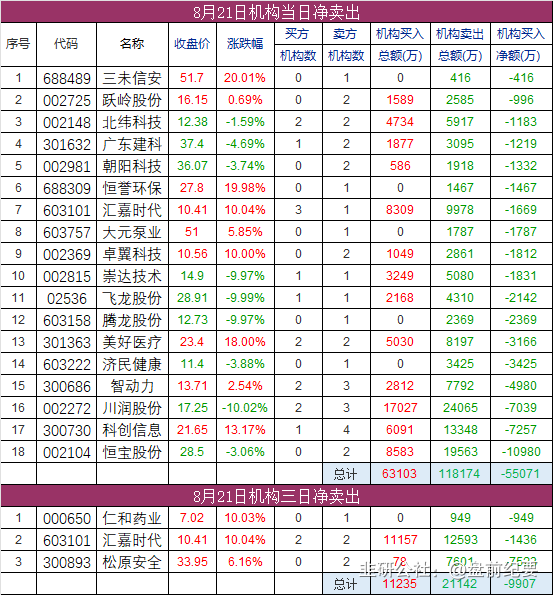 8月21日机构当日净卖出
序号 代码 名称 收盘价 涨跌幅 买方机构数 卖方机构数 机构买入总额(万) 机构卖出总额(万) 机构买入净额(万)
1 688489 三未信安 51.7 20.01% 0 1 0 416 -416
2 002725 跃岭股份 16.15 0.69% 0 2 1589 2585 -996
3 002148 北纬科技 12.38 -1.59% 2 2 4734 5917 -1183
4 301632 广东建科 37.4 -4.69% 1 2 1877 3095 -1219
5 002981 朝阳科技 36.07 -3.74% 0 2 586 1918 -1332
6 688309 恒誉环保 27.8 19.98% 0 1 0 1467 -1467
7 603101 汇嘉时代 10.41 10.04% 3 1 8309 9978 -1669
8 603757 大元泵业 51 5.85% 0 1 0 1787 -1787
9 002369 卓翼科技 10.56 10.00% 0 2 1049 2861 -1812
10 002815 崇达技术 14.9 -9.97% 1 1 3249 5080 -1831
11 02536 飞龙股份 28.91 -9.99% 1 1 2168 4310 -2142
12 603158 腾龙股份 12.73 -9.97% 0 1 0 2369 -2369
13 301363 美好医疗 23.4 18.00% 2 2 5030 8197 -3166
14 603222 济民健康 11.4 -3.88% 0 1 0 3425 -3425
15 300686 智动力 13.71 2.54% 2 3 2812 7792 -4980
16 002272 川润股份 17.25 -10.02% 2 3 17027 24065 -7039
17 300730 科创信息 21.65 13.17% 1 4 6091 13348 -7257
18 002104 恒宝股份 28.5 -3.06% 0 2 8583 19563 -10980
总计 63103 118174 -55071
8月21日机构三日净卖出
1 000650 仁和药业 7.02 10.03% 0 1 0 949 -949
2 603101 汇嘉时代 10.41 10.04% 2 2 11157 12593 -1436
3 300893 松原安全 33.95 6.16% 0 2 78
总计 11235 21142 -9907
韭研公社：@盘前纪要